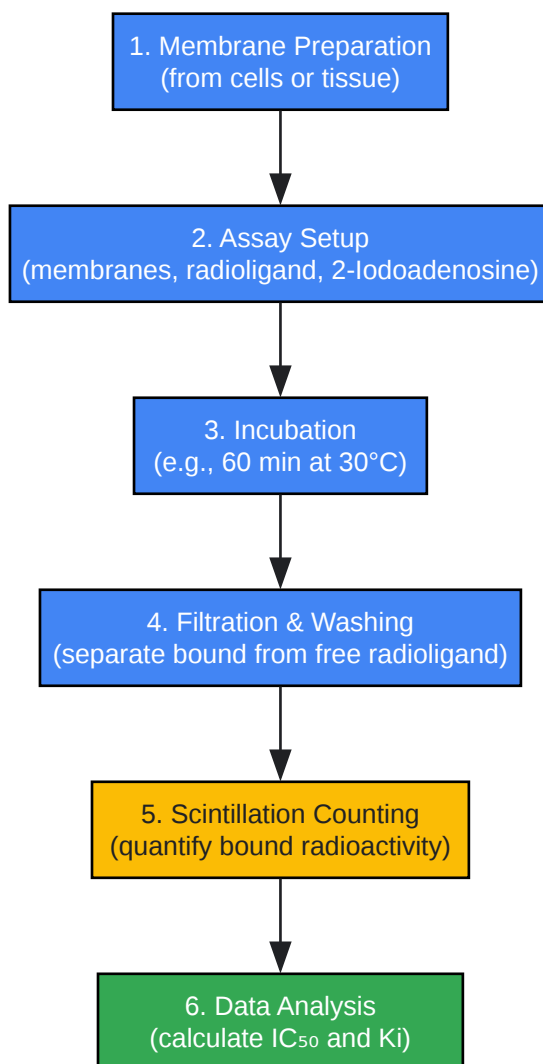 1. Membrane Preparation
(from cells or tissue)
2. Assay Setup
(membranes, radioligand, 2-Iodoadenosine)
3. Incubation
(e.g., 60 min at 30°C)
4. Filtration & Washing
(separate bound from free radioligand)
5. Scintillation Counting
(quantify bound radioactivity)
6. Data Analysis
(calculate IC₅₀ and Ki)